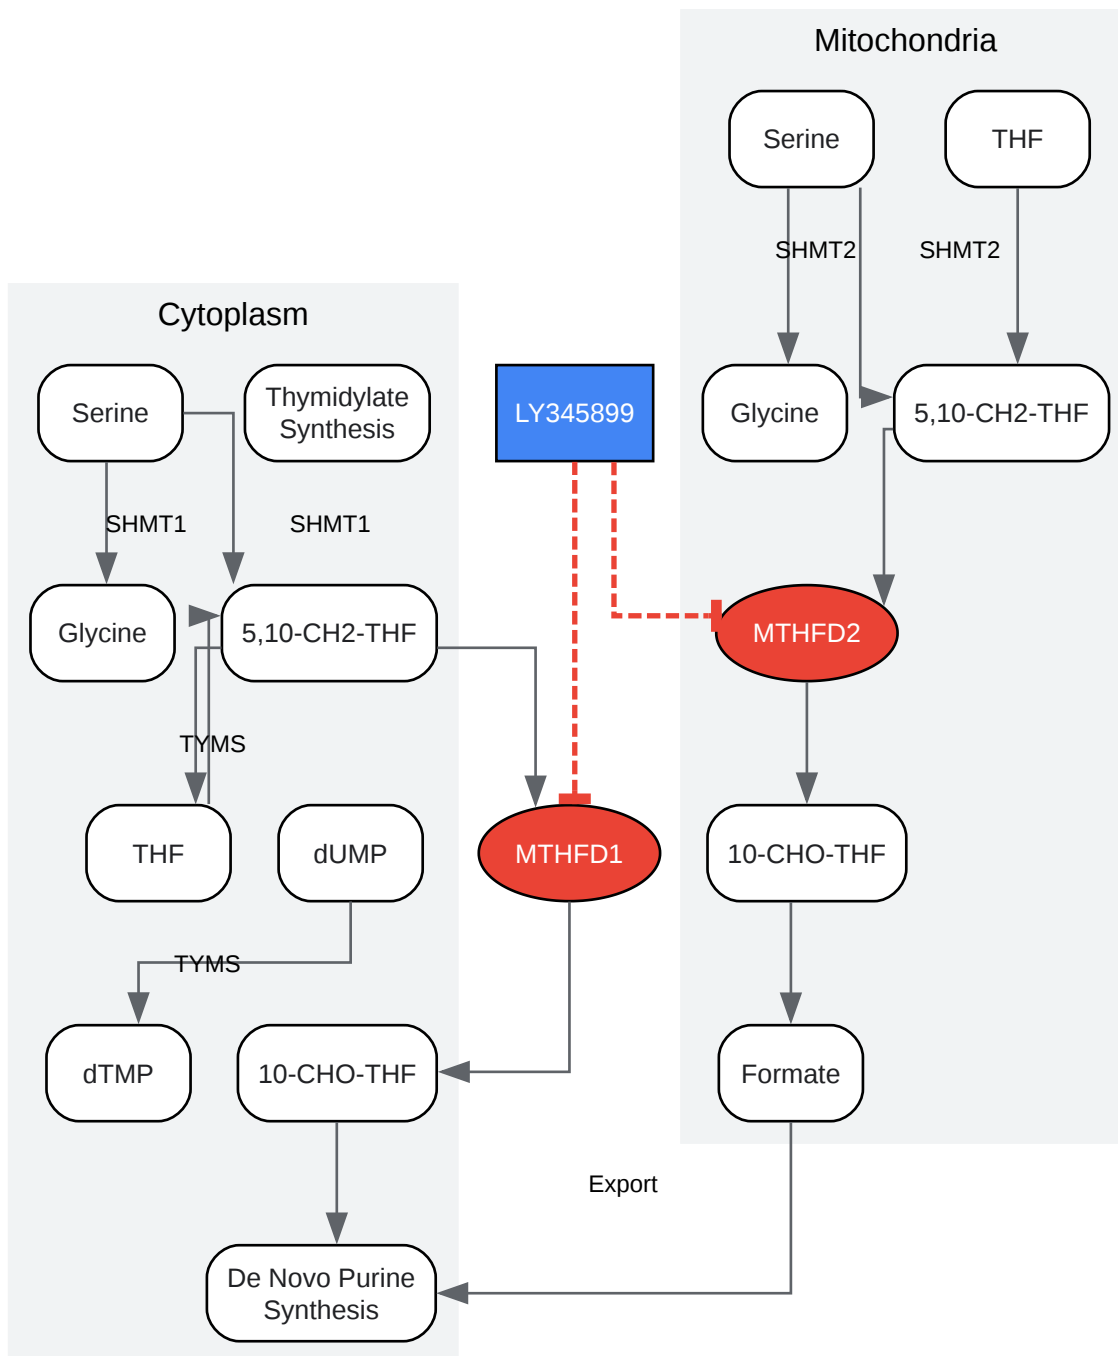 Mitochondria
Serine
THF
SHMT2
SHMT2
Glycine
5,10-CH2-THF
MTHFD2
10-CHO-THF
Formate
Cytoplasm
Serine
Thymidylate
Synthesis
SHMT1
SHMT1
Glycine
5,10-CH2-THF
TYMS
THF
dUMP
TYMS
dTMP
10-CHO-THF
De Novo Purine
Synthesis
LY345899
MTHFD1
Export